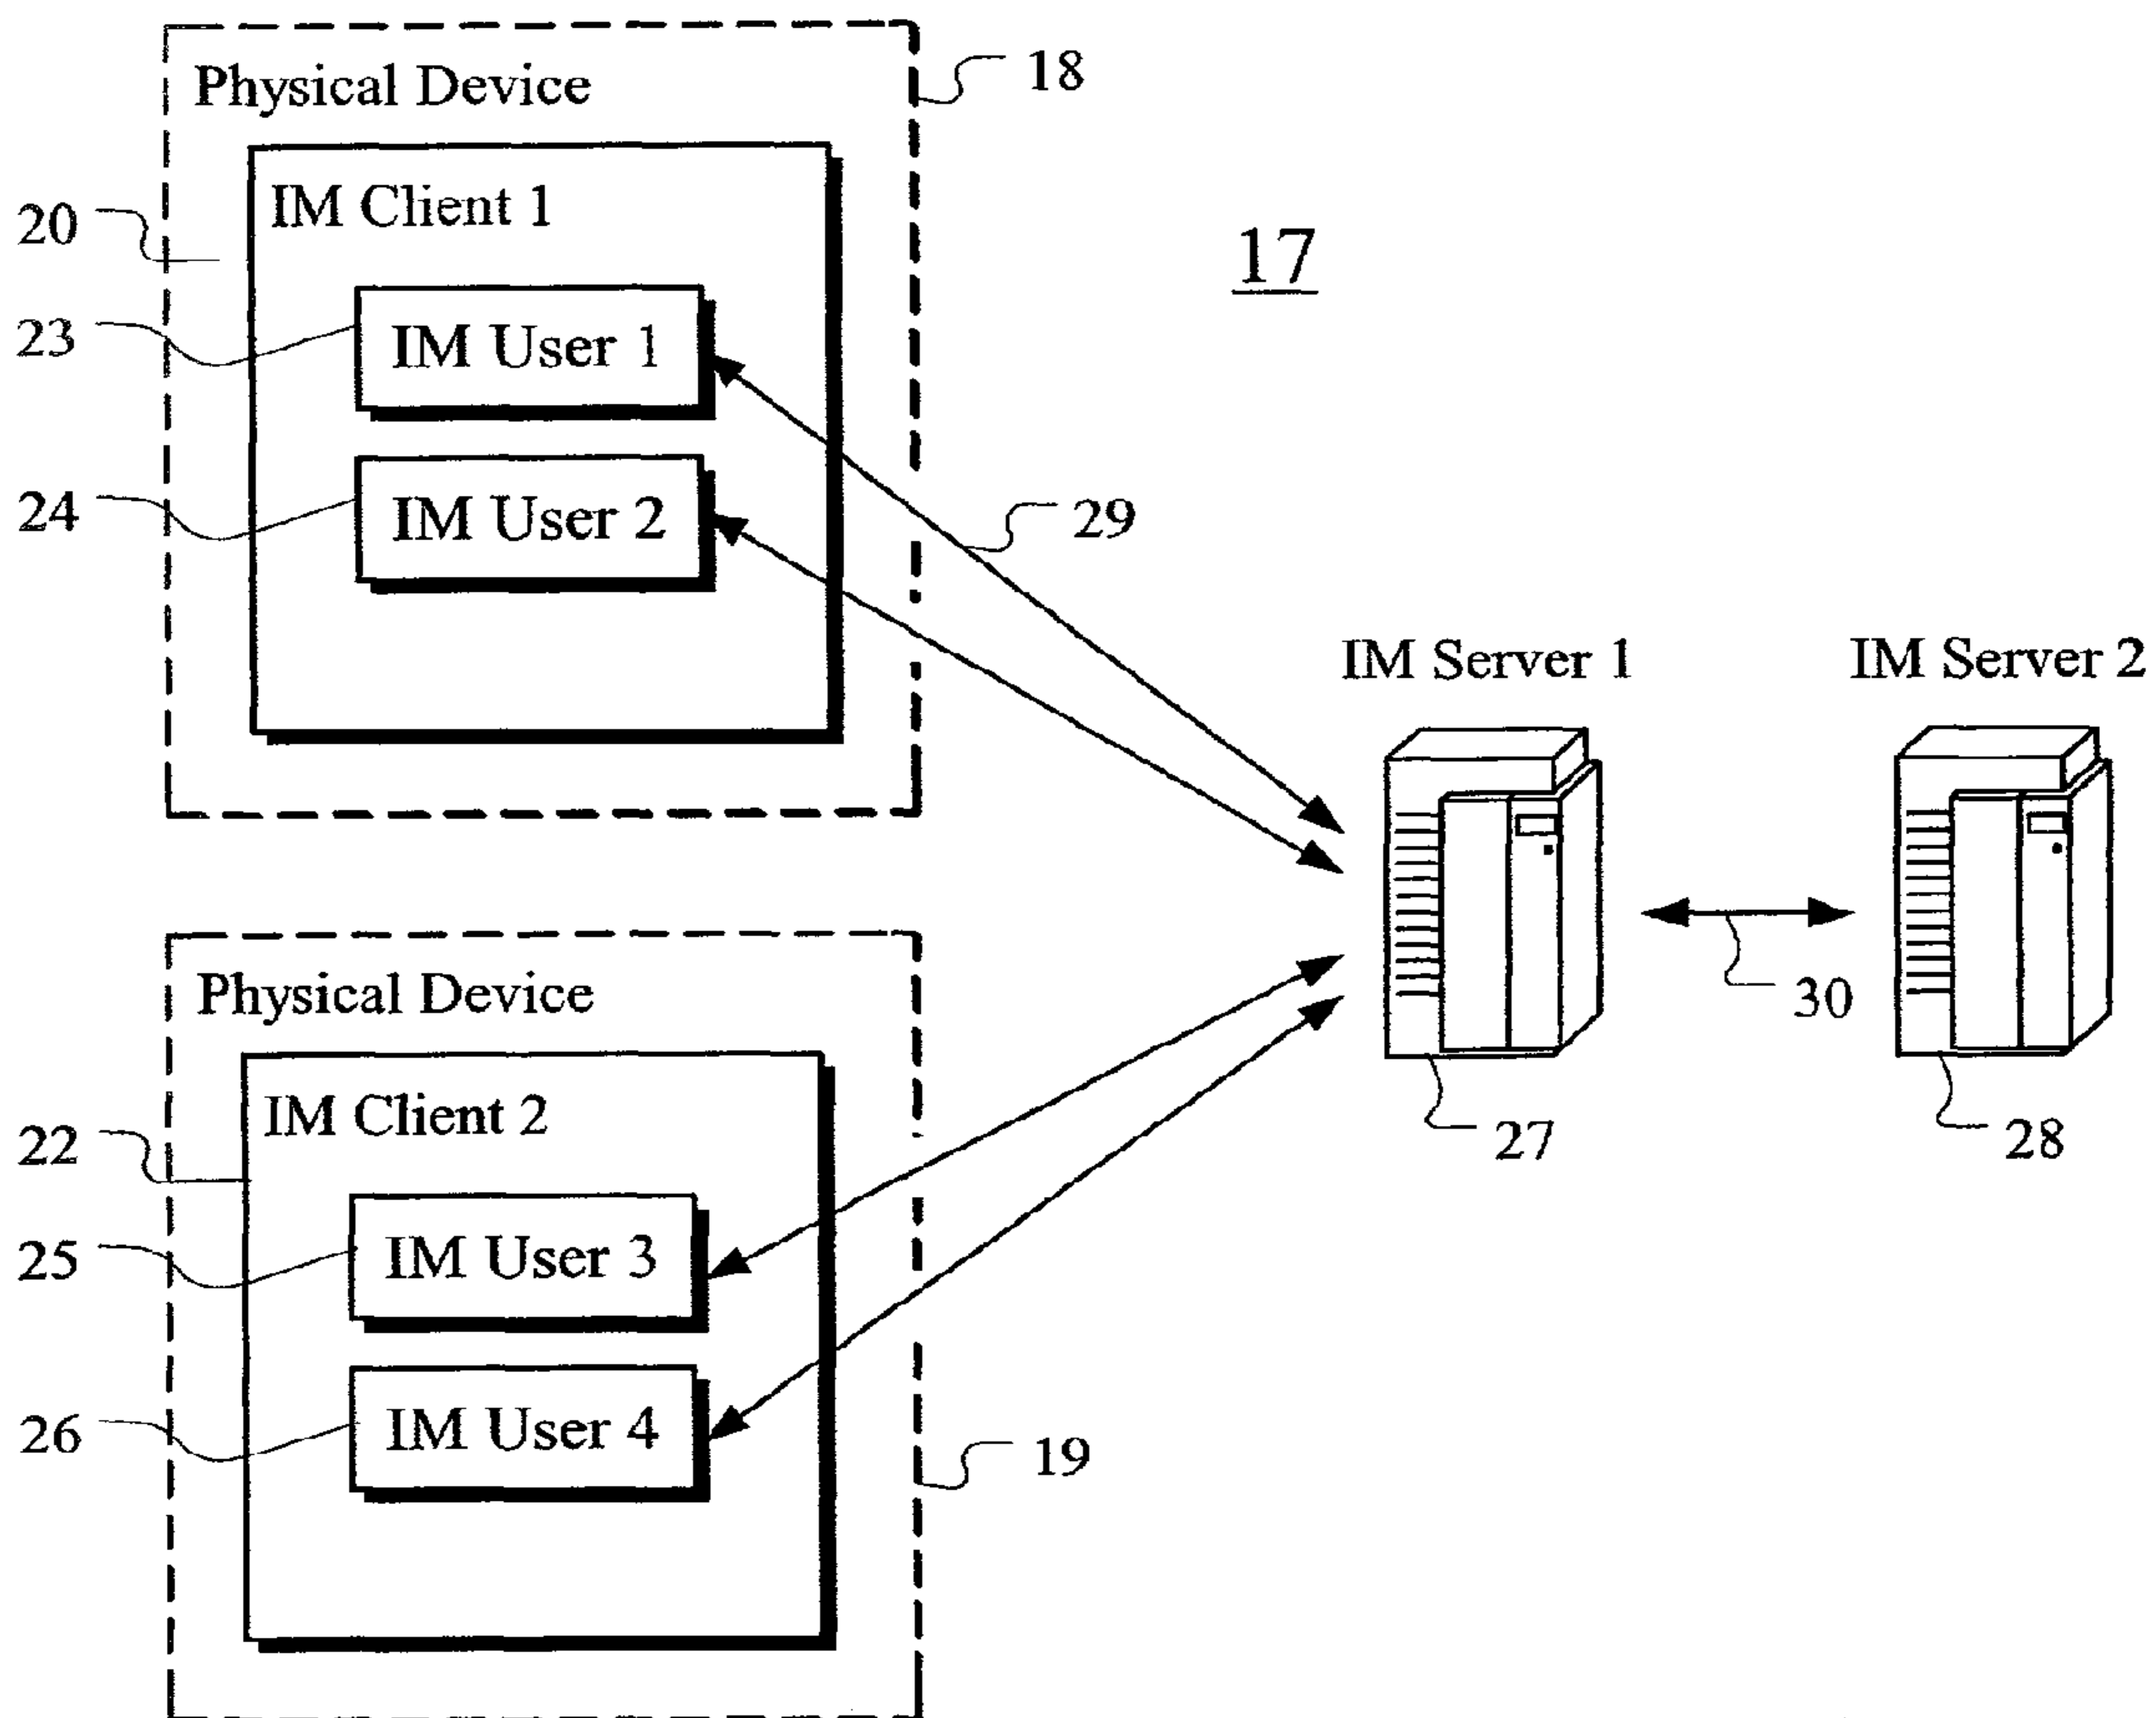 Physical Device
18
IM Client 1
20
17
IM User 1
23
IM User 2
24
29
IM Server 1
IM Server 2
Physical Device
30
IM Client 2
22
27
28
IM User 3
25
IM User 4
26
19